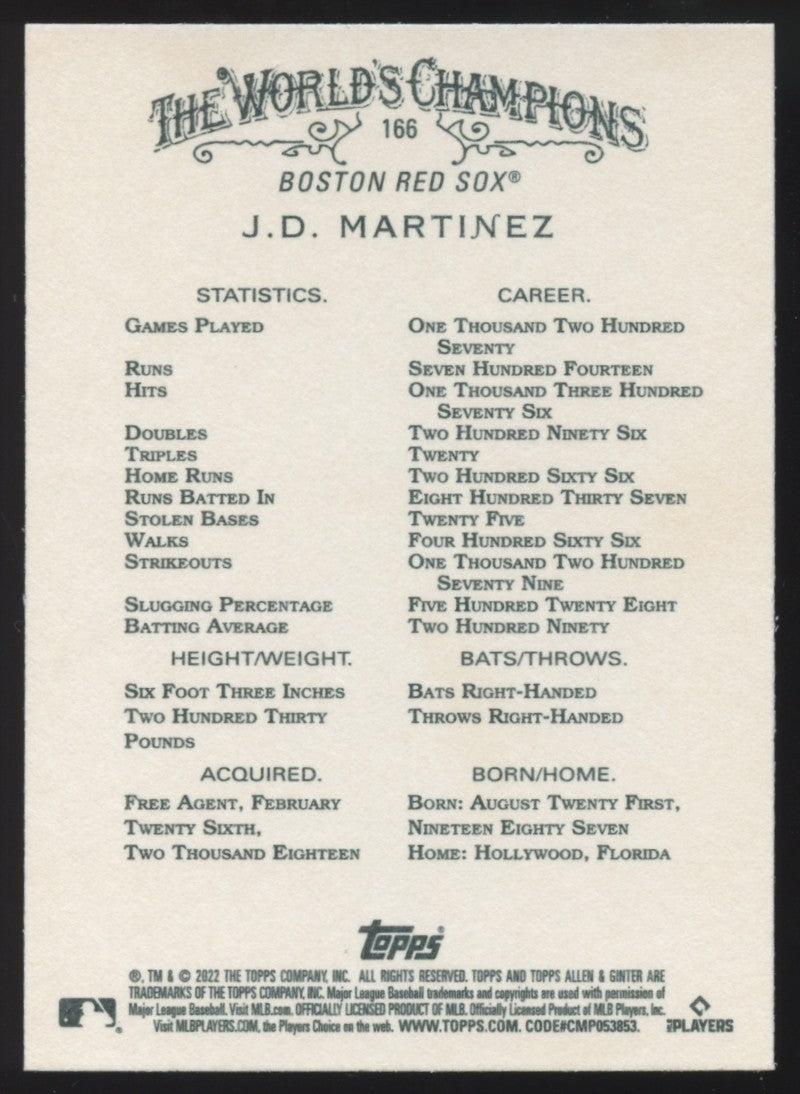 THE WORLD'S CHAMPIONS
166
BOSTON RED SOX®
J.D. MARTINEZ
STATISTICS. CAREER.
GAMES PLAYED ONE THOUSAND TWO HUNDRED
SEVENTY
RUNS SEVEN HUNDRED FOURTEEN
HITS ONE THOUSAND THREE HUNDRED
SEVENTY SIX
DOUBLES TWO HUNDRED NINETY SIX
TRIPLES TWENTY
HOME RUNS TWO HUNDRED SIXTY SIX
RUNS BATTED IN EIGHT HUNDRED THIRTY SEVEN
STOLEN BASES TWENTY FIVE
WALKS FOUR HUNDRED SIXTY SIX
STRIKEOUTS ONE THOUSAND TWO HUNDRED
SEVENTY NINE
SLUGGING PERCENTAGE FIVE HUNDRED TWENTY EIGHT
BATTING AVERAGE TWO HUNDRED NINETY
HEIGHT/WEIGHT. BATS/THROWS.
SIX FOOT THREE INCHES BATS RIGHT-HANDED
TWO HUNDRED THIRTY THROWS RIGHT-HANDED
POUNDS
ACQUIRED. BORN/HOME.
FREE AGENT, FEBRUARY BORN: AUGUST TWENTY FIRST,
TWENTY SIXTH, NINETEEN EIGHTY SEVEN
TWO THOUSAND EIGHTEEN HOME: HOLLYWOOD, FLORIDA
topps®
®, TM & © 2022 THE TOPPS COMPANY, INC. ALL RIGHTS RESERVED. TOPPS AND TOPPS ALLEN & GINTER ARE
TRADEMARKS OF THE TOPPS COMPANY, INC. Major League Baseball trademarks and copyrights are used with permission of
Major League Baseball. Visit MLB.com. OFFICIALLY LICENSED PRODUCT OF MLB. Officially Licensed Product of MLB Players, Inc.
Visit MLBPLAYERS.COM, the Players Choice on the web. WWW.TOPPS.COM. CODE#CMP053853.
MLB PLAYERS